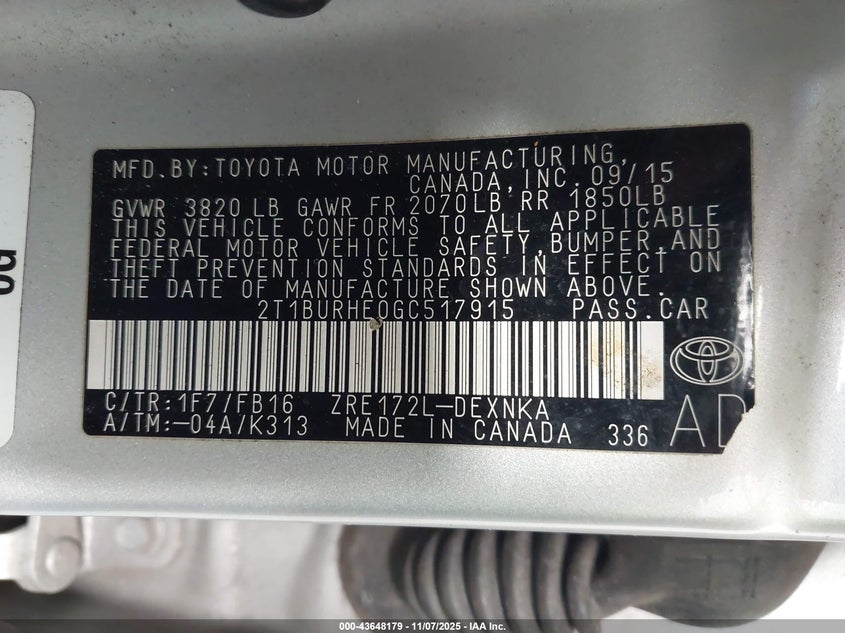 MFD.BY:TOYOTA MOTOR MANUFACTURING,
CANADA, INC. 09/15
GVWR 3820 LB GAWR FR 2070LB RR 1850LB
THIS VEHICLE CONFORMS TO ALL APPLICABLE
FEDERAL MOTOR VEHICLE SAFETY, BUMPER, AND
THEFT PREVENTION STANDARDS IN EFFECT ON
THE DATE OF MANUFACTURE SHOWN ABOVE.
2T1BURHE0GC517915 PASS.CAR
C/TR:1F7/FB16 ZRE172L-DEXNKA
A/TM:-04A/K313 MADE IN CANADA 336 AD
000-43648179 - 11/07/2025 - IAA Inc.